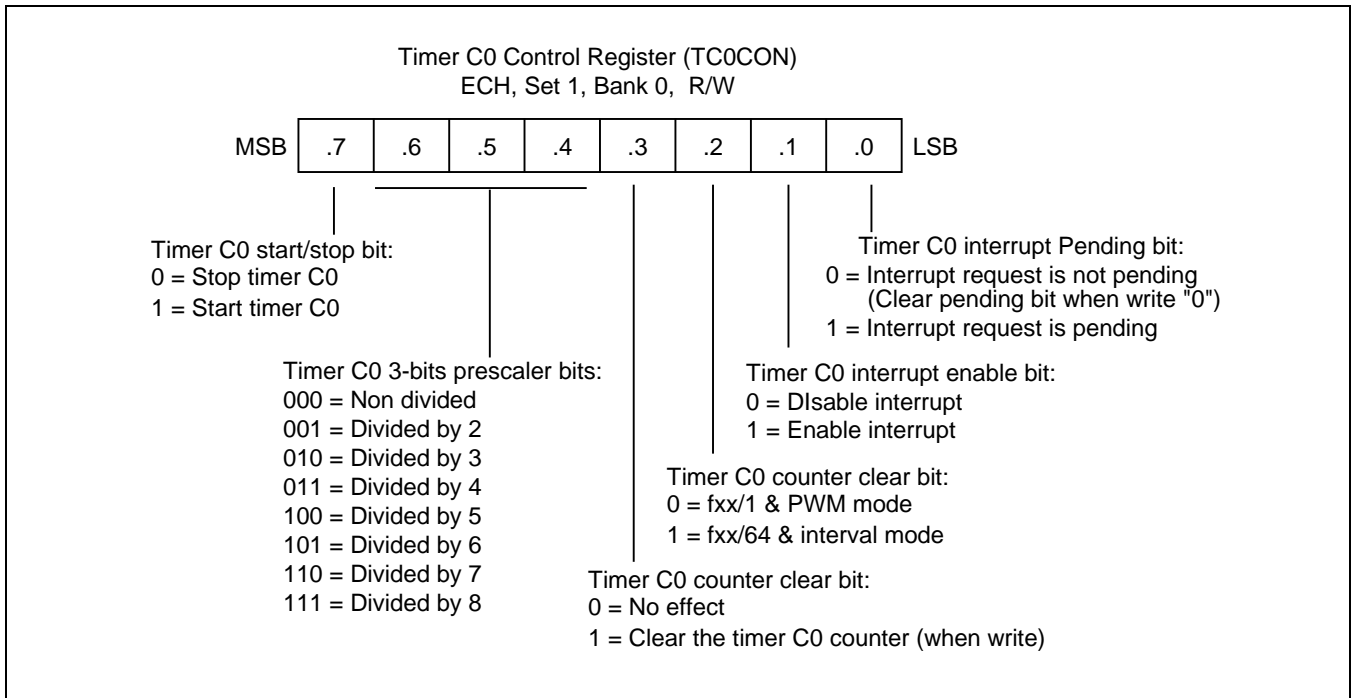 Timer C0 Control Register (TC0CON)
ECH, Set 1, Bank 0, R/W
MSB .7 .6 .5 .4 .3 .2 .1 .0 LSB
Timer C0 start/stop bit:
0 = Stop timer C0
1 = Start timer C0
Timer C0 interrupt Pending bit:
0 = Interrupt request is not pending
(Clear pending bit when write "0")
1 = Interrupt request is pending
Timer C0 3-bits prescaler bits:
000 = Non divided
001 = Divided by 2
010 = Divided by 3
011 = Divided by 4
100 = Divided by 5
101 = Divided by 6
110 = Divided by 7
111 = Divided by 8
Timer C0 interrupt enable bit:
0 = DIsable interrupt
1 = Enable interrupt
Timer C0 counter clear bit:
0 = fxx/1 & PWM mode
1 = fxx/64 & interval mode
Timer C0 counter clear bit:
0 = No effect
1 = Clear the timer C0 counter (when write)